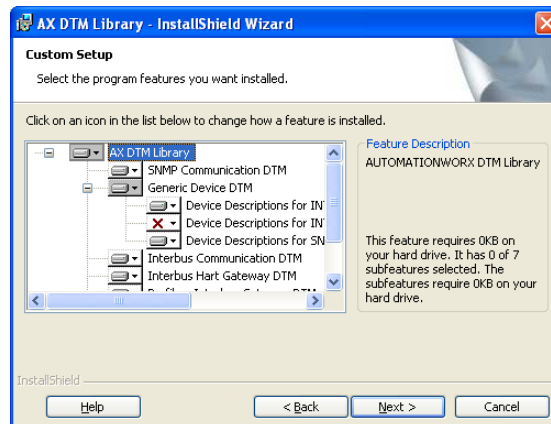 AX DTM Library - InstallShield Wizard
Custom Setup
Select the program features you want installed.
Click on an icon in the list below to change how a feature is installed.
AX DTM Library
SNMP Communication DTM
Generic Device DTM
Device Descriptions for IN
Device Descriptions for IN
Device Descriptions for SN
Interbus Communication DTM
Interbus Hart Gateway DTM
Feature Description
AUTOMATIONWORX DTM Library
This feature requires 0KB on
your hard drive. It has 0 of 7
subfeatures selected. The
subfeatures require 0KB on your
hard drive.
InstallShield
Help
< Back
Next >
Cancel